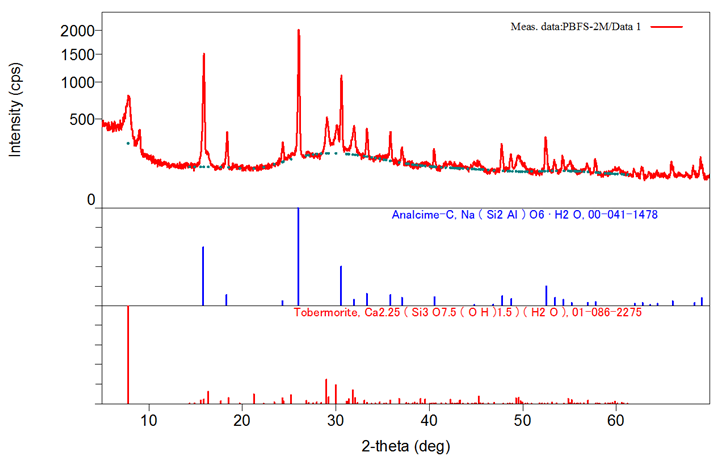 Meas. data:PBFS-2M/Data 1
2000
1500
1000
500
0
Intensity (cps)
Analcime-C, Na ( Si2 Al ) O6 · H2 O, 00-041-1478
Tobermorite, Ca2.25 ( Si3 O7.5 ( O H )1.5 ) ( H2 O ), 01-086-2275
10 20 30 40 50 60
2-theta (deg)